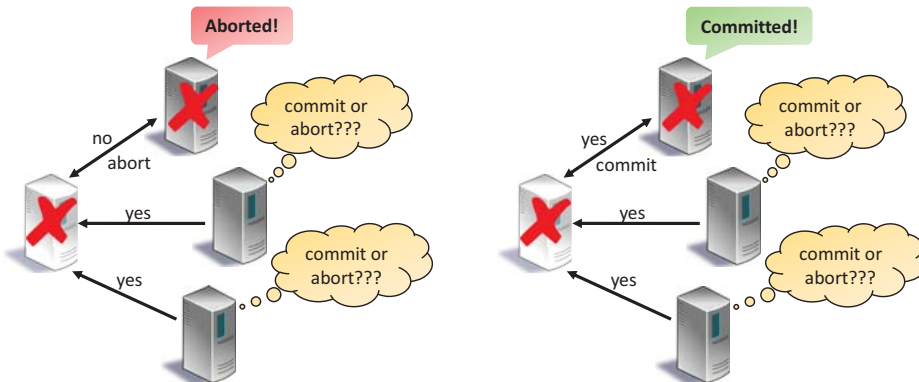 Aborted!
commit or
abort???
no
abort
yes
commit or
abort???
yes
Committed!
commit or
abort???
yes
commit
yes
commit or
abort???
yes